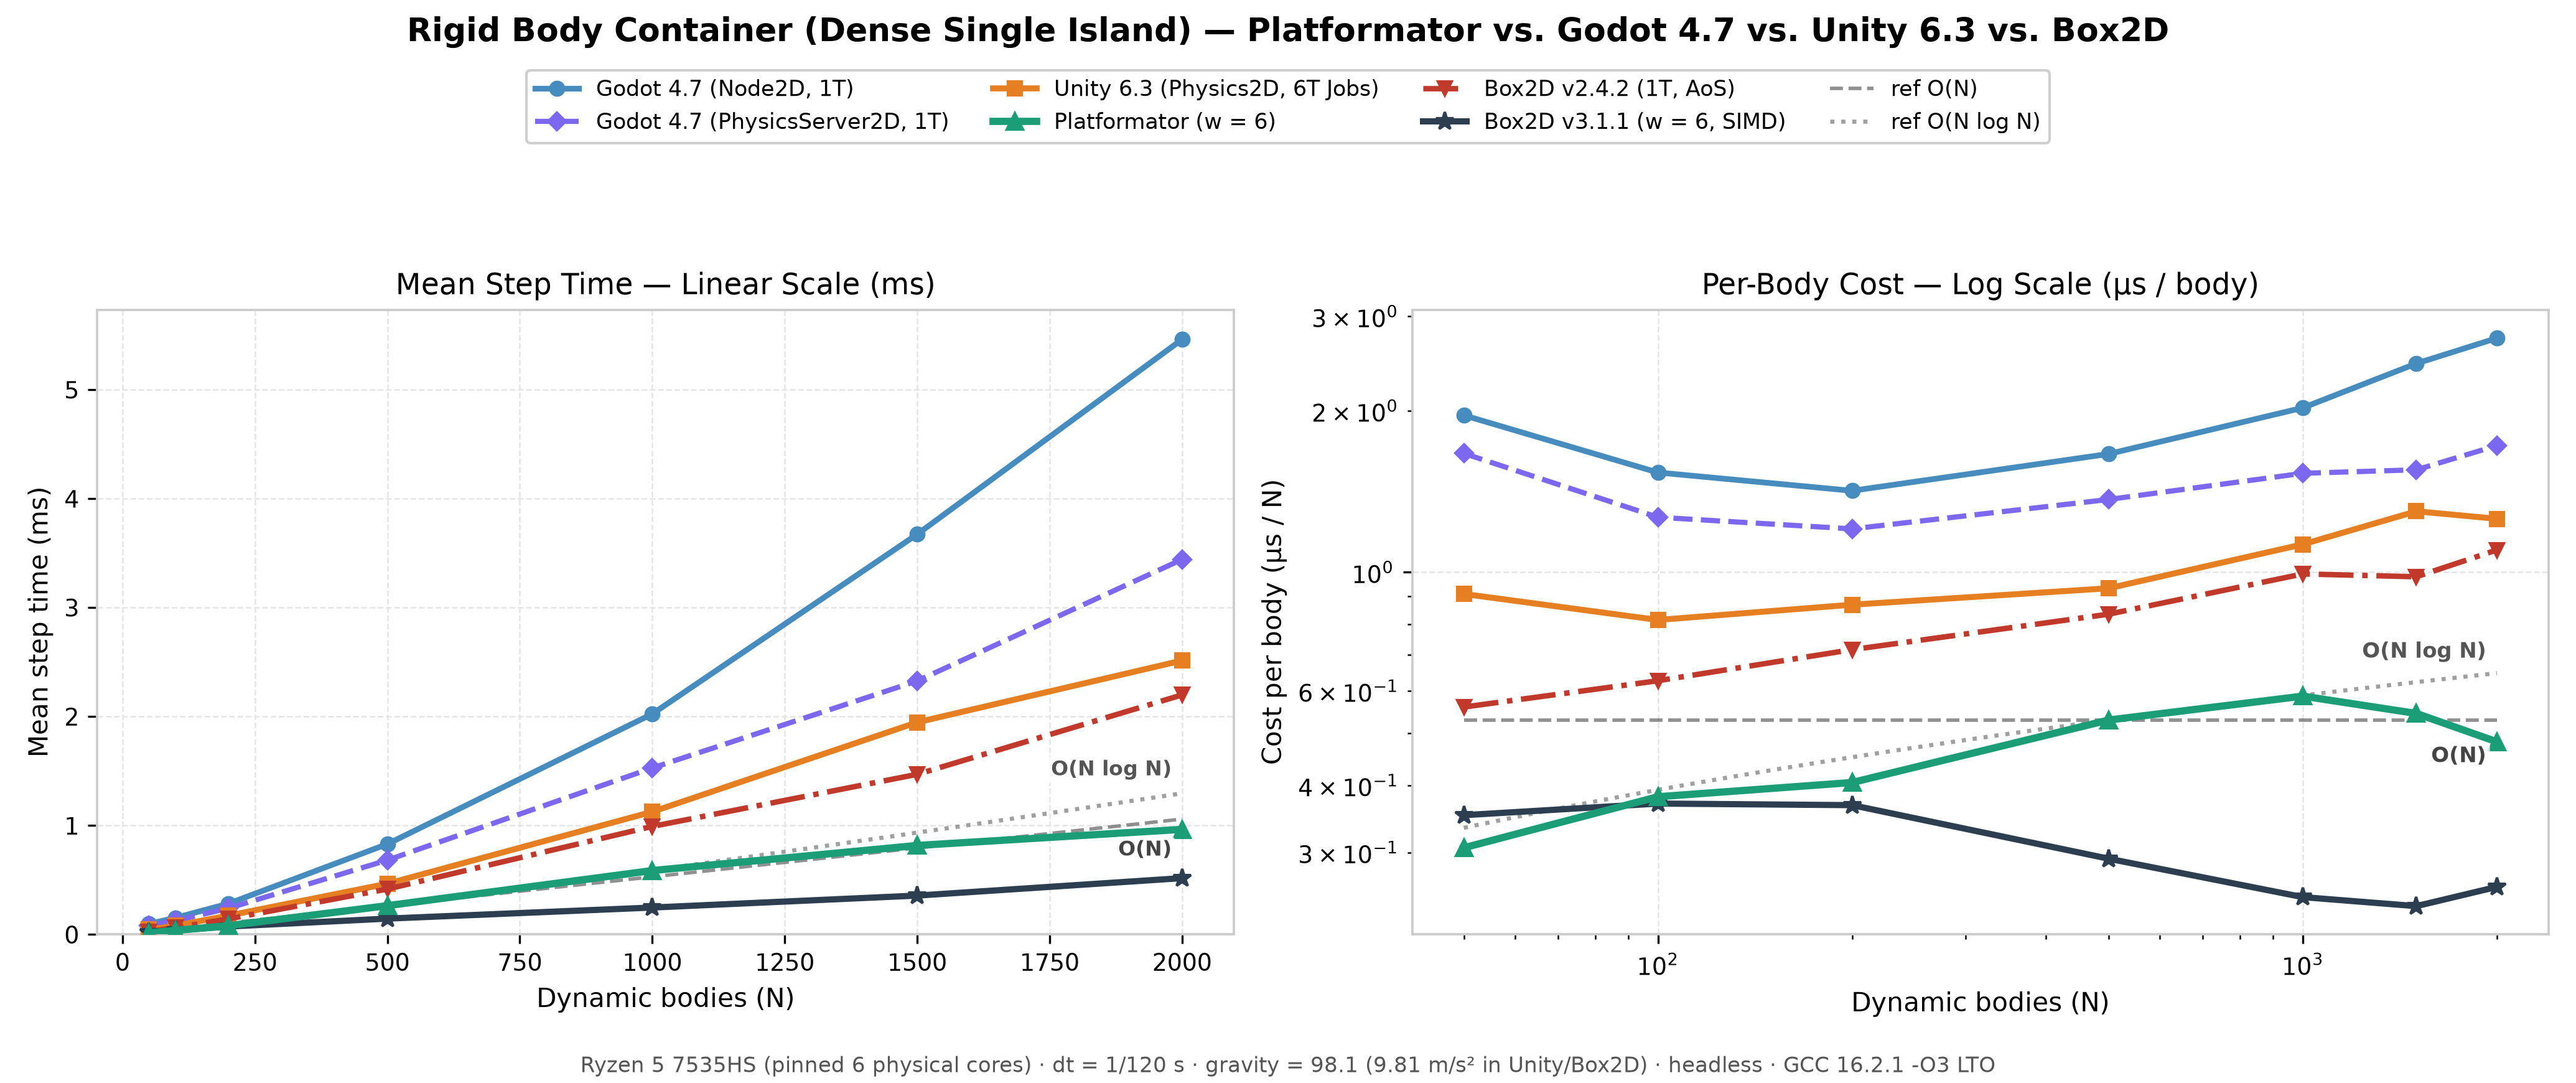 Rigid Body Container (Dense Single Island) — Platformator vs. Godot 4.7 vs. Unity 6.3 vs. Box2D
Godot 4.7 (Node2D, 1T)
Godot 4.7 (PhysicsServer2D, 1T)
Unity 6.3 (Physics2D, 6T Jobs)
Platformator (w = 6)
Box2D v2.4.2 (1T, AoS)
Box2D v3.1.1 (w = 6, SIMD)
ref O(N)
ref O(N log N)
Mean Step Time — Linear Scale (ms)
Mean step time (ms)
5
4
3
2
1
0
O(N log N)
O(N)
0 250 500 750 1000 1250 1500 1750 2000
Dynamic bodies (N)
Per-Body Cost — Log Scale (µs / body)
Cost per body (µs / N)
3 × 10⁰
2 × 10⁰
10⁰
6 × 10⁻¹
4 × 10⁻¹
3 × 10⁻¹
O(N log N)
O(N)
10² 10³
Dynamic bodies (N)
Ryzen 5 7535HS (pinned 6 physical cores) · dt = 1/120 s · gravity = 98.1 (9.81 m/s² in Unity/Box2D) · headless · GCC 16.2.1 -O3 LTO